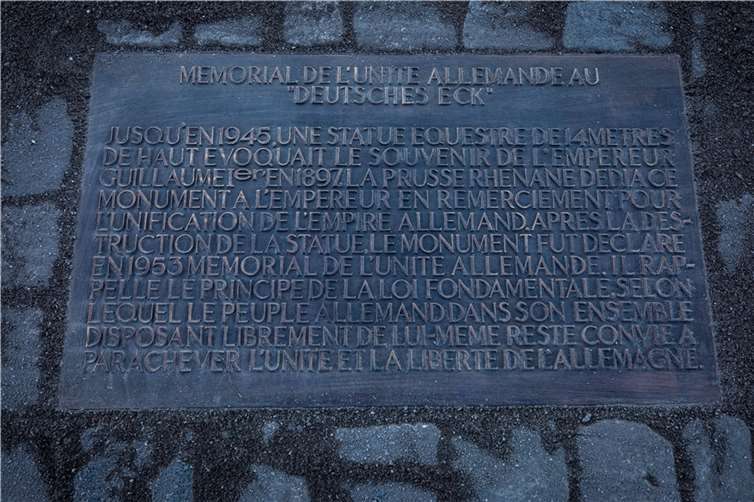 MEMORIAL DE L'UNITE ALLEMANDE AU
"DEUTSCHES ECK"
JUSQU'EN 1945, UNE STATUE EQUESTRE DE 14 METRES
DE HAUT EVOQUAIT LE SOUVENIR DE L'EMPEREUR
GUILLAUME Ier EN 1897 LA PRUSSE RHENANE DEDIA CE
MONUMENT A L'EMPEREUR EN REMERCIEMENT POUR
L'UNIFICATION DE L'EMPIRE ALLEMAND. APRES LA DES-
TRUCTION DE LA STATUE, LE MONUMENT FUT DECLARE
EN 1953 MEMORIAL DE L'UNITE ALLEMANDE. IL RAP-
PELLE LE PRINCIPE DE LA LOI FONDAMENTALE, SELON
LEQUEL LE PEUPLE ALLEMAND DANS SON ENSEMBLE
DISPOSANT LIBREMENT DE LUI-MEME RESTE CONVIE A
PARACHEVER L'UNITE ET LA LIBERTE DE L'ALLEMAGNE.